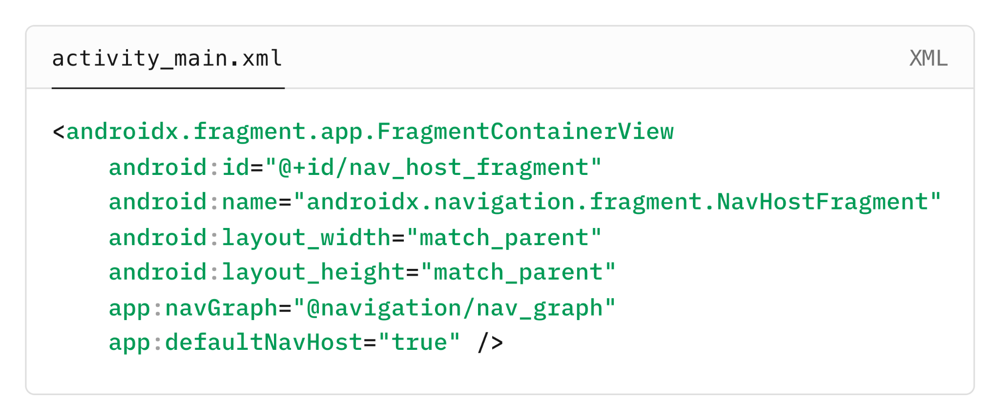 activity_main.xml
XML
<androidx.fragment.app.FragmentContainerView
    android:id="@+id/nav_host_fragment"
    android:name="androidx.navigation.fragment.NavHostFragment"
    android:layout_width="match_parent"
    android:layout_height="match_parent"
    app:navGraph="@navigation/nav_graph"
    app:defaultNavHost="true" />